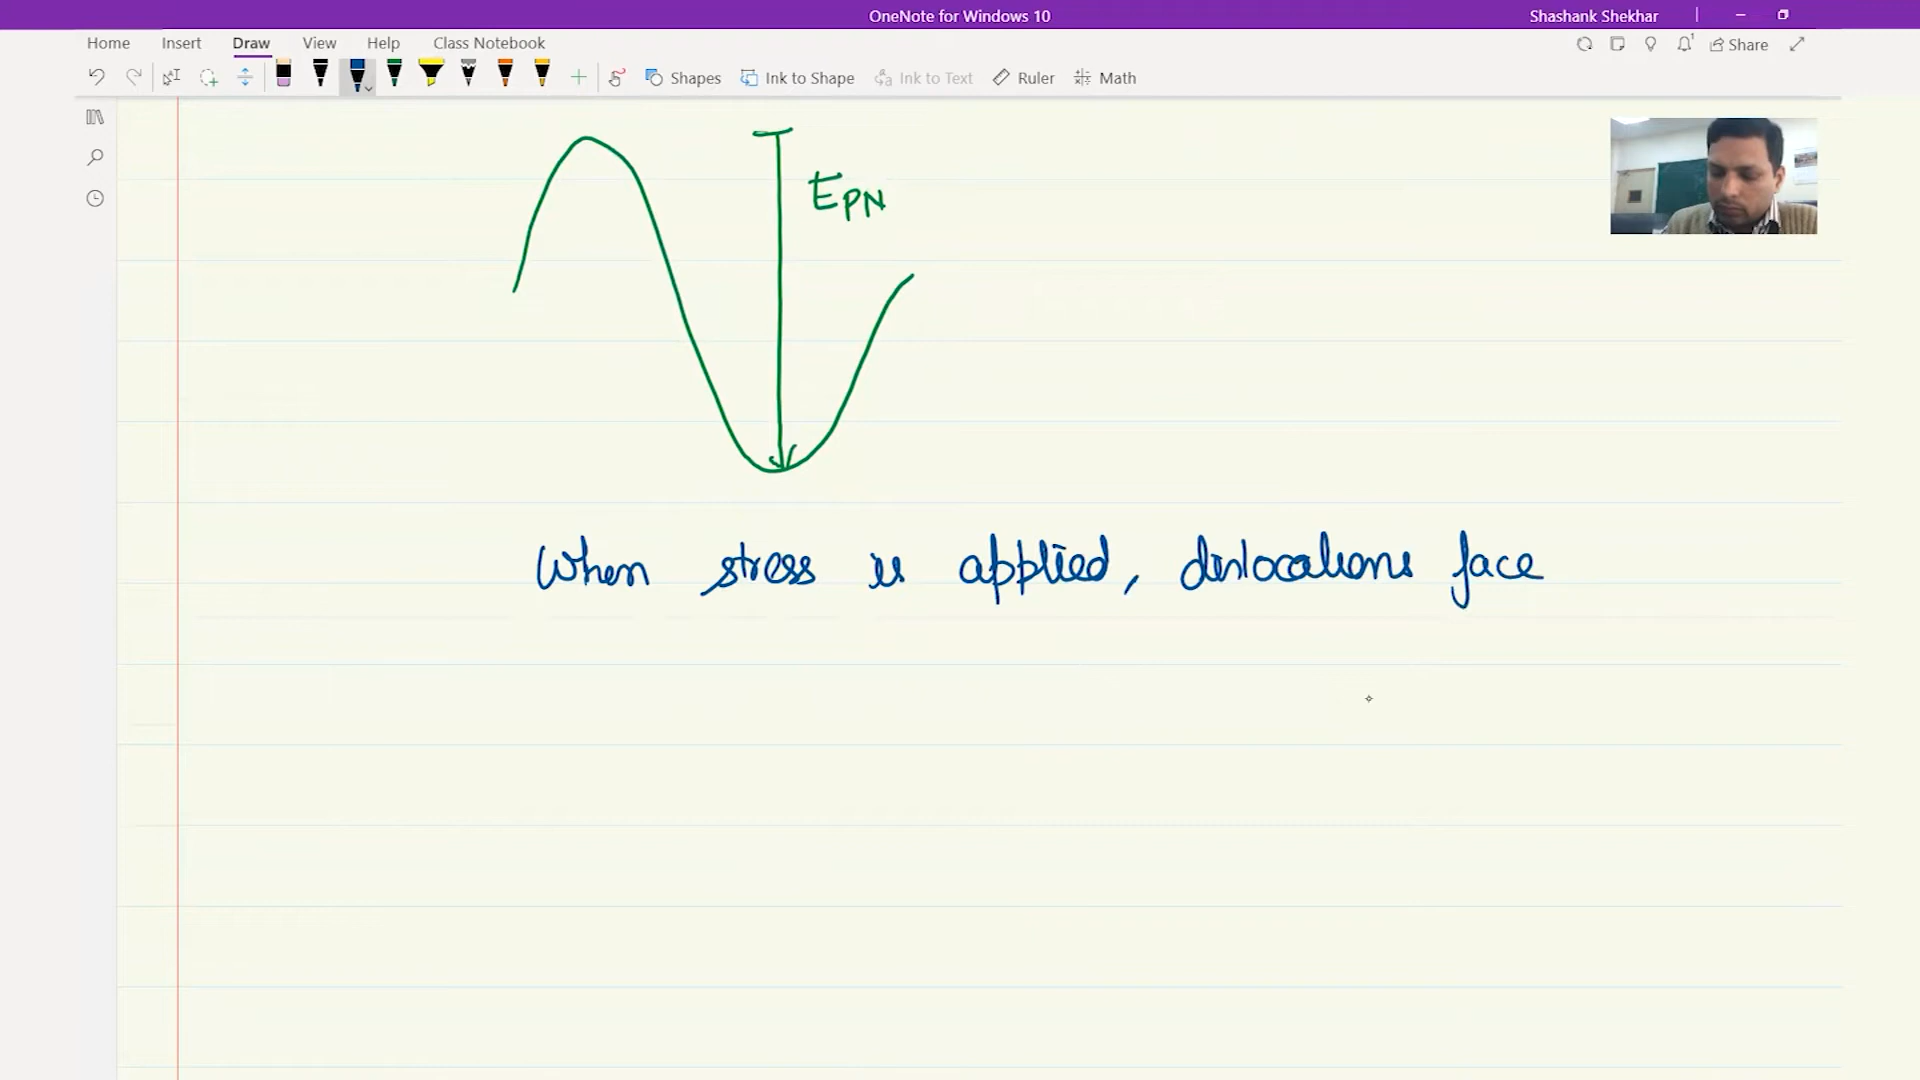 OneNote for Windows 10
Shashank Shekhar
Home Insert Draw View Help Class Notebook
Share
Shapes Ink to Shape Ink to Text Ruler Math
EPN
When stress is applied, dislocations face